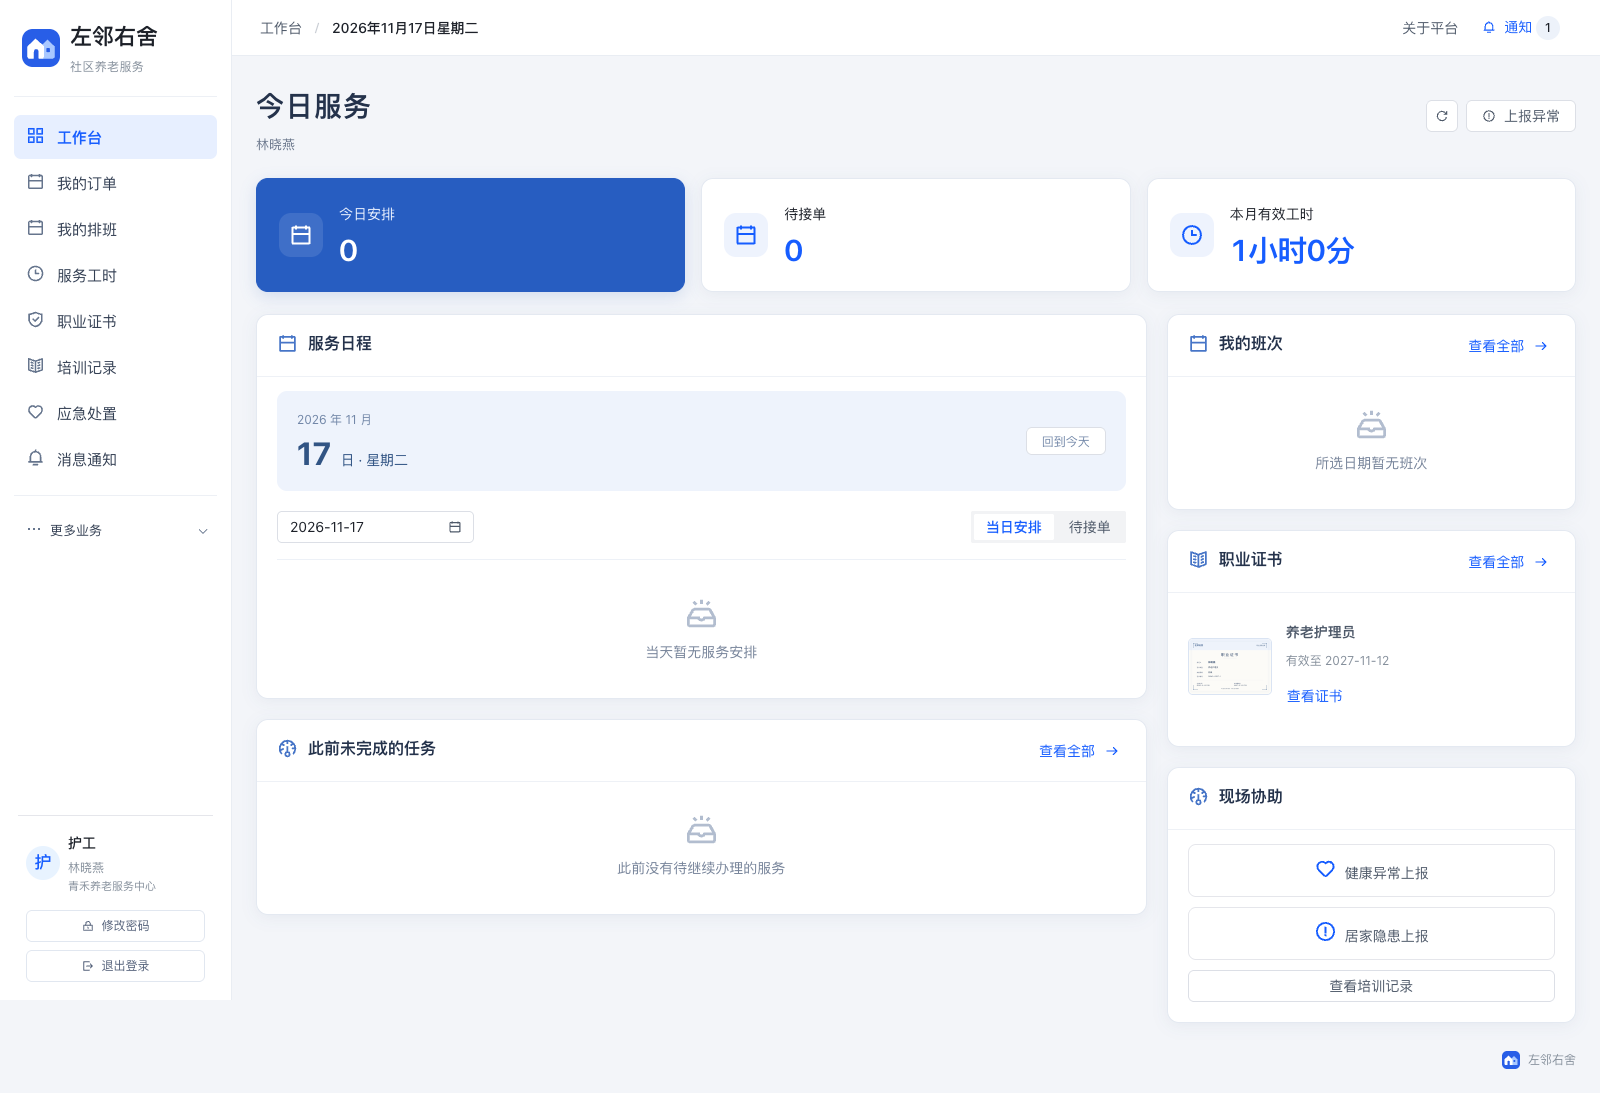 左邻右舍
社区养老服务
工作台
我的订单
我的排班
服务工时
职业证书
培训记录
应急处置
消息通知
更多业务
护
护工
林晓燕
青禾养老服务中心
修改密码
退出登录
工作台 / 2026年11月17日星期二
关于平台
通知 1
今日服务
林晓燕
上报异常
今日安排
0
待接单
0
本月有效工时
1小时0分
服务日程
2026 年 11 月
17 日 · 星期二
回到今天
2026-11-17
当日安排 待接单
当天暂无服务安排
此前未完成的任务
查看全部
此前没有待继续办理的服务
我的班次
查看全部
所选日期暂无班次
职业证书
查看全部
职业证书
养老护理员
有效至 2027-11-12
查看证书
现场协助
健康异常上报
居家隐患上报
查看培训记录
左邻右舍